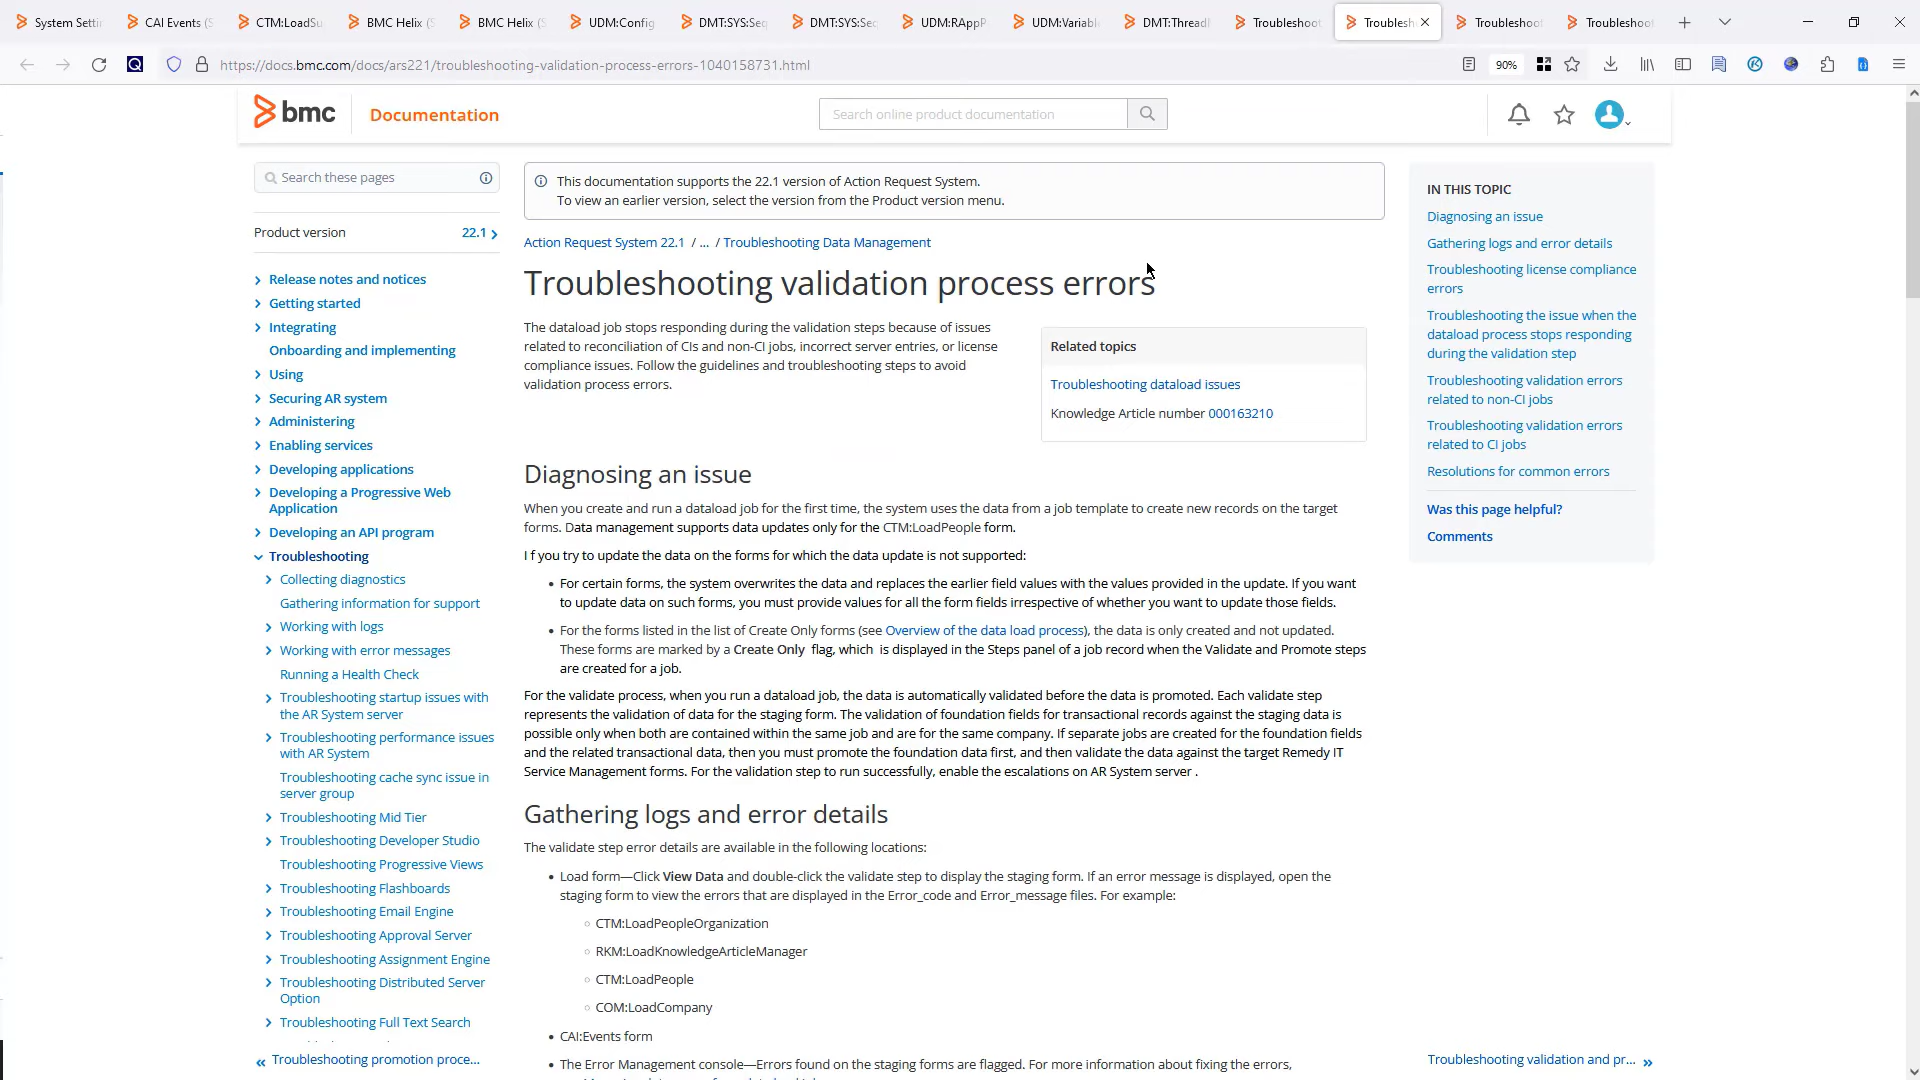 System Settin
CAI Events (S
CTM:LoadSu
BMC Helix (S
BMC Helix (S
UDM:Config
DMT:SYS:Seq
DMT:SYS:Seq
UDM:RAppP
UDM:Variabl
DMT:Threadl
Troubleshoot
Troublesh
Troubleshoot
Troubleshoot
https://docs.bmc.com/docs/ars221/troubleshooting-validation-process-errors-1040158731.html
90%
bmc
Documentation
Search online product documentation
Search these pages
Product version 22.1
Release notes and notices
Getting started
Integrating
Onboarding and implementing
Using
Securing AR system
Administering
Enabling services
Developing applications
Developing a Progressive Web
Application
Developing an API program
Troubleshooting
Collecting diagnostics
Gathering information for support
Working with logs
Working with error messages
Running a Health Check
Troubleshooting startup issues with
the AR System server
Troubleshooting performance issues
with AR System
Troubleshooting cache sync issue in
server group
Troubleshooting Mid Tier
Troubleshooting Developer Studio
Troubleshooting Progressive Views
Troubleshooting Flashboards
Troubleshooting Email Engine
Troubleshooting Approval Server
Troubleshooting Assignment Engine
Troubleshooting Distributed Server
Option
Troubleshooting Full Text Search
« Troubleshooting promotion proce...
This documentation supports the 22.1 version of Action Request System.
To view an earlier version, select the version from the Product version menu.
Action Request System 22.1 / ... / Troubleshooting Data Management
Troubleshooting validation process errors
The dataload job stops responding during the validation steps because of issues
related to reconciliation of CIs and non-CI jobs, incorrect server entries, or license
compliance issues. Follow the guidelines and troubleshooting steps to avoid
validation process errors.
Related topics
Troubleshooting dataload issues
Knowledge Article number 000163210
Diagnosing an issue
When you create and run a dataload job for the first time, the system uses the data from a job template to create new records on the target
forms. Data management supports data updates only for the CTM:LoadPeople form.
I f you try to update the data on the forms for which the data update is not supported:
• For certain forms, the system overwrites the data and replaces the earlier field values with the values provided in the update. If you want
to update data on such forms, you must provide values for all the form fields irrespective of whether you want to update those fields.
• For the forms listed in the list of Create Only forms (see Overview of the data load process), the data is only created and not updated.
These forms are marked by a Create Only flag, which is displayed in the Steps panel of a job record when the Validate and Promote steps
are created for a job.
For the validate process, when you run a dataload job, the data is automatically validated before the data is promoted. Each validate step
represents the validation of data for the staging form. The validation of foundation fields for transactional records against the staging data is
possible only when both are contained within the same job and are for the same company. If separate jobs are created for the foundation fields
and the related transactional data, then you must promote the foundation data first, and then validate the data against the target Remedy IT
Service Management forms. For the validation step to run successfully, enable the escalations on AR System server .
Gathering logs and error details
The validate step error details are available in the following locations:
• Load form—Click View Data and double-click the validate step to display the staging form. If an error message is displayed, open the
staging form to view the errors that are displayed in the Error_code and Error_message files. For example:
○ CTM:LoadPeopleOrganization
○ RKM:LoadKnowledgeArticleManager
○ CTM:LoadPeople
○ COM:LoadCompany
• CAI:Events form
• The Error Management console—Errors found on the staging forms are flagged. For more information about fixing the errors,
IN THIS TOPIC
Diagnosing an issue
Gathering logs and error details
Troubleshooting license compliance
errors
Troubleshooting the issue when the
dataload process stops responding
during the validation step
Troubleshooting validation errors
related to non-CI jobs
Troubleshooting validation errors
related to CI jobs
Resolutions for common errors
Was this page helpful?
Comments
Troubleshooting validation and pr... »